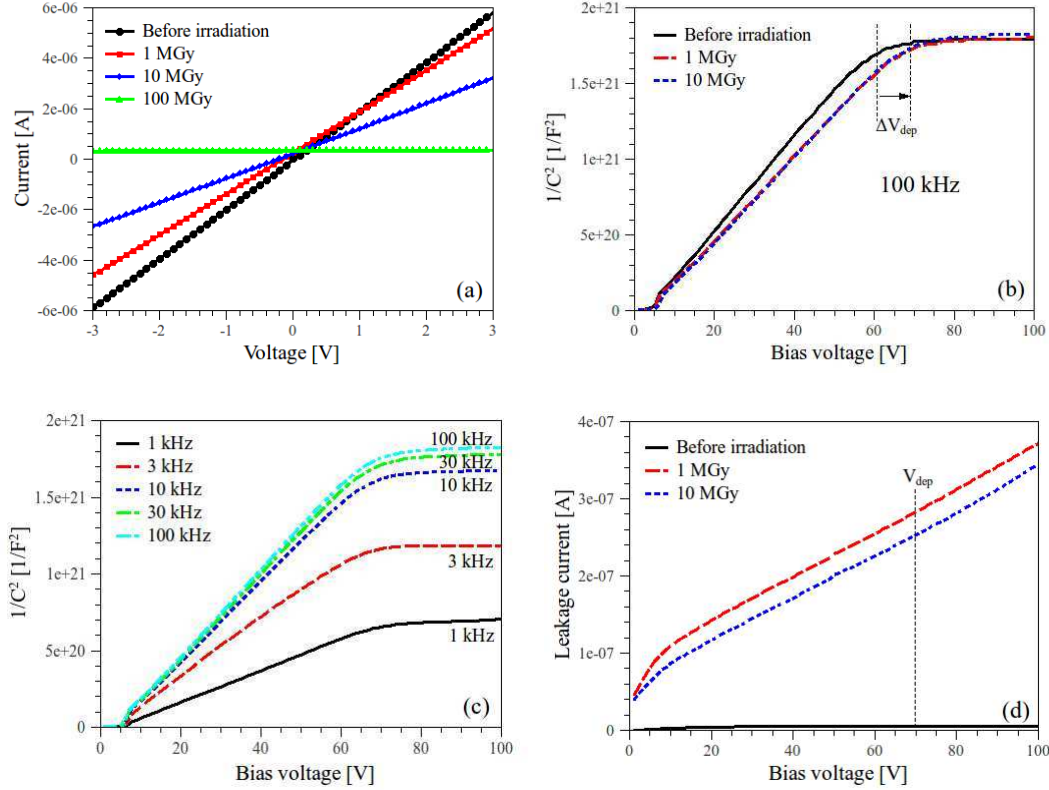 6e-06
4e-06
2e-06
0
-2e-06
-4e-06
-6e-06
Current [A]
Before irradiation
1 MGy
10 MGy
100 MGy
(a)
-3 -2 -1 0 1 2 3
Voltage [V]
2e+21
1.5e+21
1e+21
5e+20
0
1/C² [1/F²]
Before irradiation
1 MGy
10 MGy
ΔVdep
100 kHz
(b)
0 20 40 60 80 100
Bias voltage [V]
2e+21
1.5e+21
1e+21
5e+20
0
1/C² [1/F²]
1 kHz
3 kHz
10 kHz
30 kHz
100 kHz
100 kHz
30 kHz
10 kHz
3 kHz
1 kHz
(c)
0 20 40 60 80 100
Bias voltage [V]
4e-07
3e-07
2e-07
1e-07
0
Leakage current [A]
Before irradiation
1 MGy
10 MGy
Vdep
(d)
0 20 40 60 80 100
Bias voltage [V]